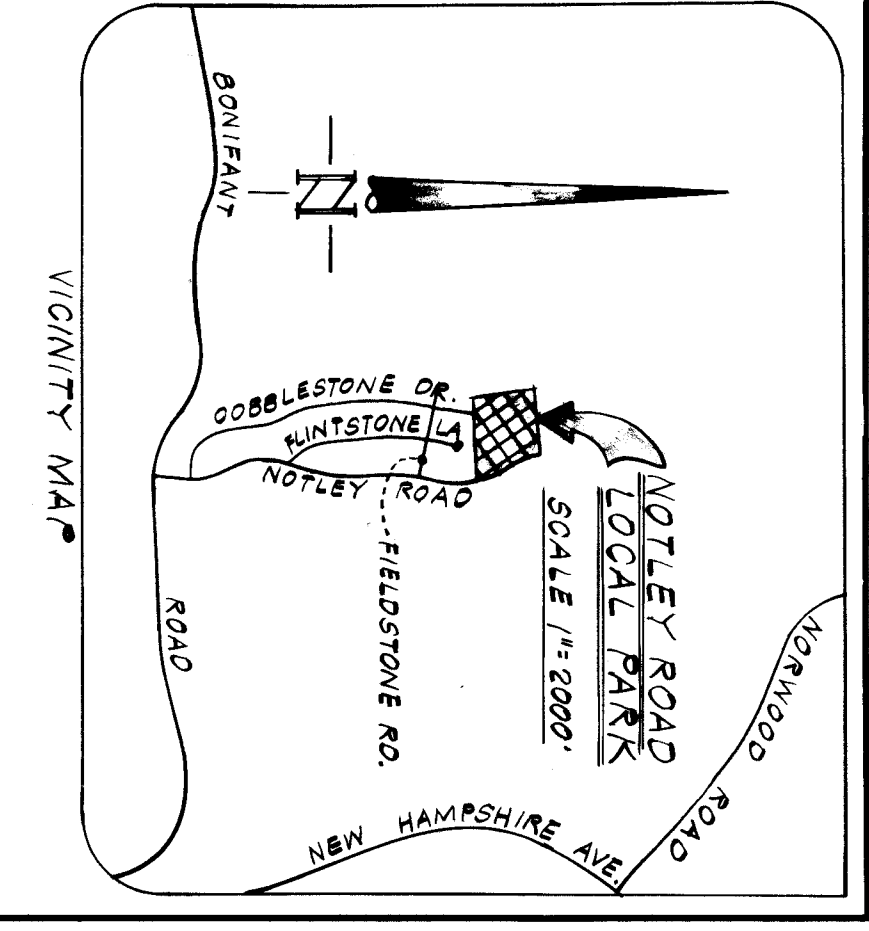 BONIFANT
ROAD
VICINITY MAP
COBBLESTONE DR.
FLINTSTONE LA
NOTLEY ROAD
FIELDSTONE RD.
NOTLEY ROAD
LOCAL PARK
SCALE 1"=2000'
NORWOOD
ROAD
NEW HAMPSHIRE AVE.
N